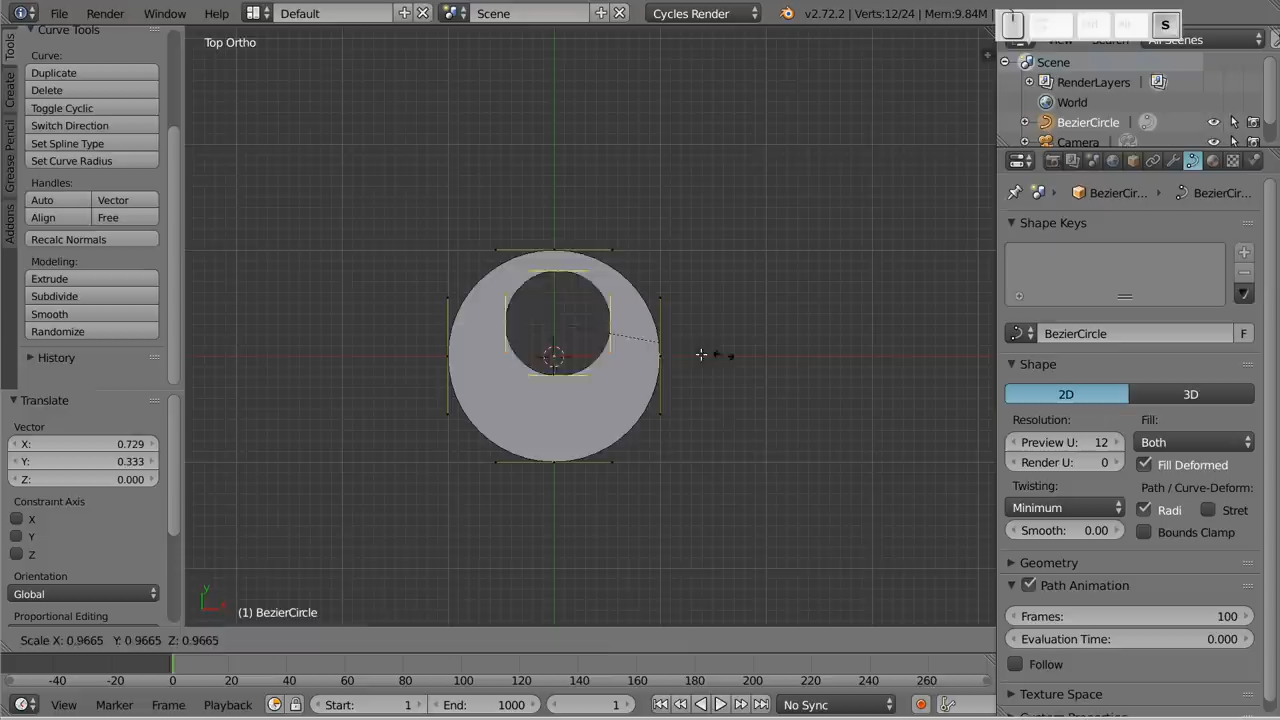 File Render Window Help Default Scene Cycles Render v2.72.2 | Verts:12/24 | Mem:9.84M |
S
Curve Tools
Top Ortho
View Search All Scenes
Tools
Create
Grease Pencil
Addons
Curve:
Duplicate
Delete
Toggle Cyclic
Switch Direction
Set Spline Type
Set Curve Radius
Handles:
Auto Vector
Align Free
Recalc Normals
Modeling:
Extrude
Subdivide
Smooth
Randomize
History
Translate
Vector
X: 0.729
Y: 0.333
Z: 0.000
Constraint Axis
X
Y
Z
Orientation
Global
Proportional Editing
y
x
(1) BezierCircle
Scale X: 0.9665 Y: 0.9665 Z: 0.9665
Scene
RenderLayers
World
BezierCircle
Camera
BezierCir... BezierCir...
Shape Keys
BezierCircle F
Shape
2D 3D
Resolution: Fill:
Preview U: 12 Both
Render U: 0 Fill Deformed
Twisting: Path / Curve-Deform:
Minimum Radi Stret
Smooth: 0.00 Bounds Clamp
Geometry
Path Animation
Frames: 100
Evaluation Time: 0.000
Follow
Texture Space
-40 -20 0 20 40 60 80 100 120 140 160 180 200 220 240 260
View Marker Frame Playback Start: 1 End: 1000 1 No Sync